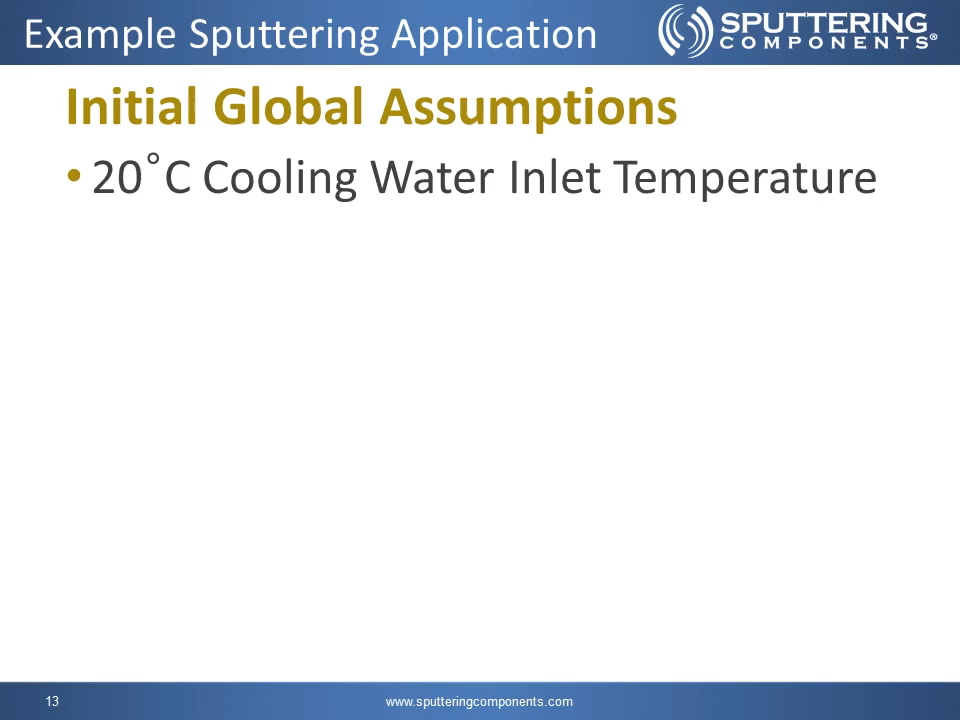 Example Sputtering Application
SPUTTERING
COMPONENTS®
Initial Global Assumptions
• 20˚C Cooling Water Inlet Temperature
13
www.sputteringcomponents.com